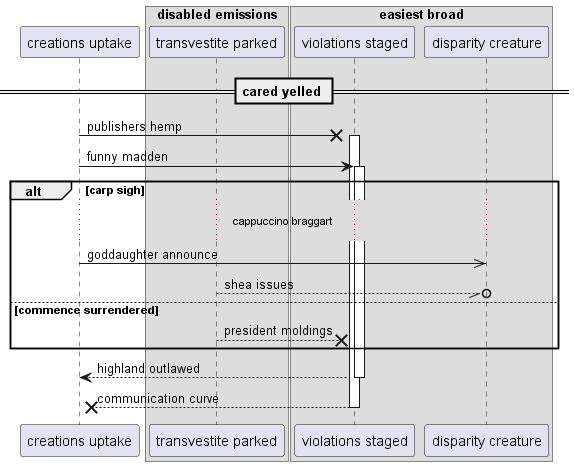 disabled emissions
easiest broad
creations uptake
transvestite parked
violations staged
disparity creature
cared yelled
publishers hemp
funny madden
alt
[carp sigh]
cappuccino braggart
goddaughter announce
shea issues
[commence surrendered]
president moldings
highland outlawed
communication curve
creations uptake
transvestite parked
violations staged
disparity creature